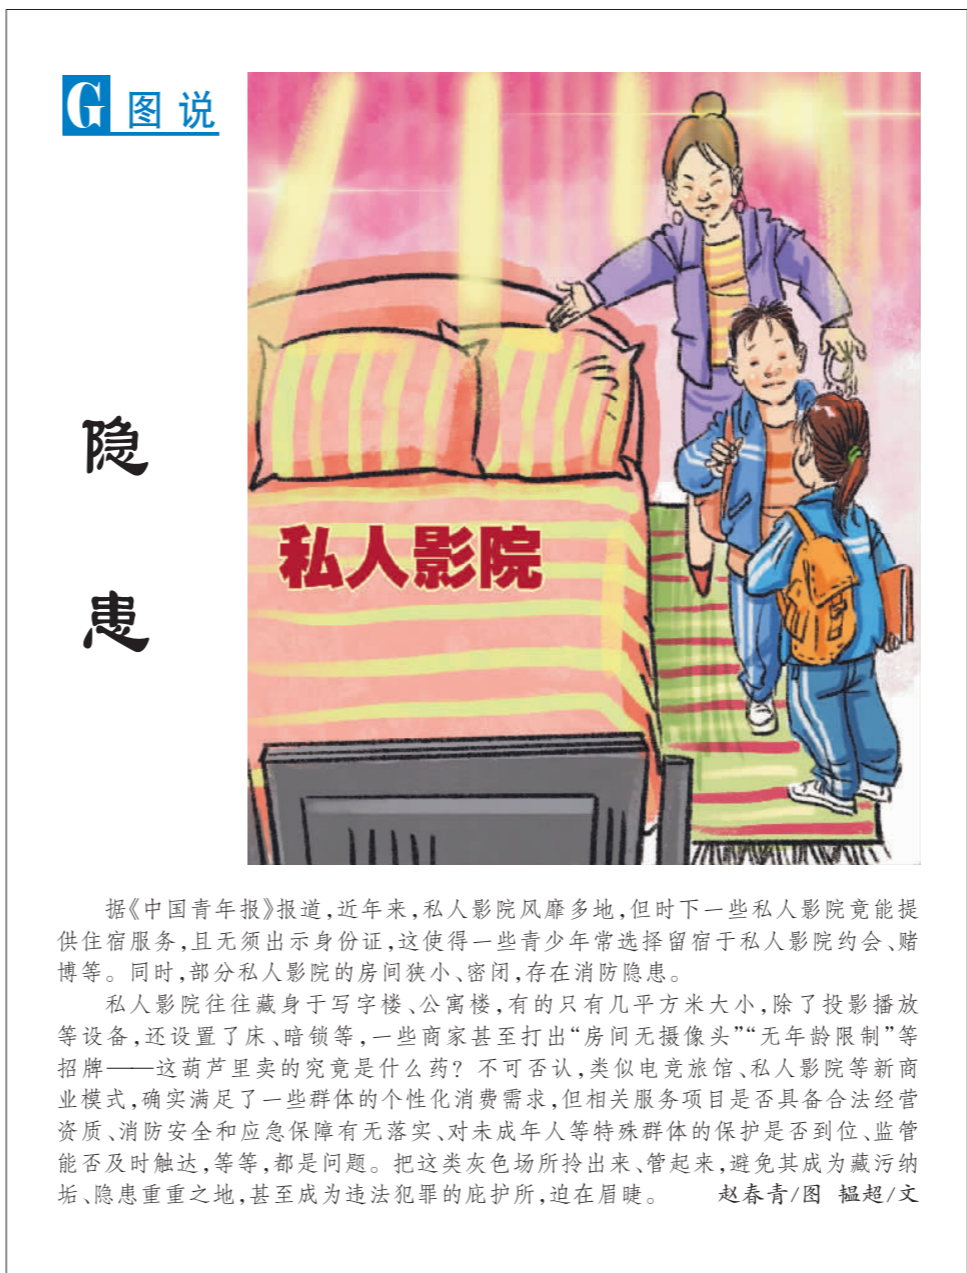 G 图说
隐患
私人影院
据《中国青年报》报道，近年来，私人影院风靡多地，但时下一些私人影院竟能提
供住宿服务，且无须出示身份证，这使得一些青少年常选择留宿于私人影院约会、赌
博等。同时，部分私人影院的房间狭小、密闭，存在消防隐患。
私人影院往往藏身于写字楼、公寓楼，有的只有几平方米大小，除了投影播放
等设备，还设置了床、暗锁等，一些商家甚至打出“房间无摄像头”“无年龄限制”等
招牌——这葫芦里卖的究竟是什么药？不可否认，类似电竞旅馆、私人影院等新商
业模式，确实满足了一些群体的个性化消费需求，但相关服务项目是否具备合法经营
资质、消防安全和应急保障有无落实、对未成年人等特殊群体的保护是否到位、监管
能否及时触达，等等，都是问题。把这类灰色场所拎出来、管起来，避免其成为藏污纳
垢、隐患重重之地，甚至成为违法犯罪的庇护所，迫在眉睫。 赵春青/图 韫超/文